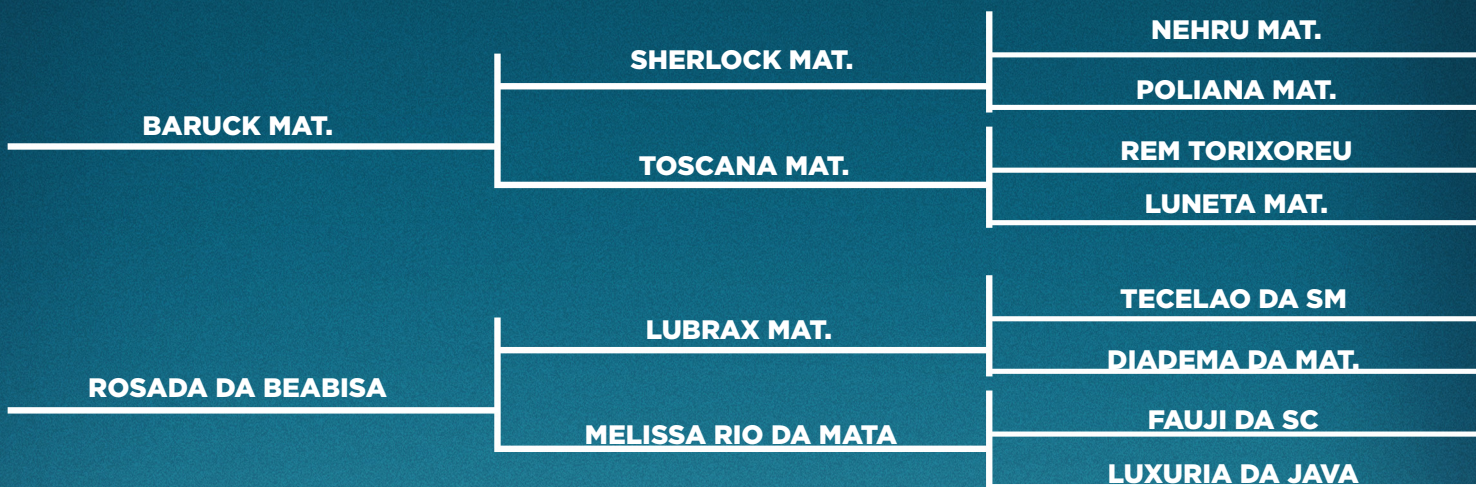 BARUCK MAT.
SHERLOCK MAT.
NEHRU MAT.
POLIANA MAT.
TOSCANA MAT.
REM TORIXOREU
LUNETA MAT.
ROSADA DA BEABISA
LUBRAX MAT.
TECELAO DA SM
DIADEMA DA MAT.
MELISSA RIO DA MATA
FAUJI DA SC
LUXURIA DA JAVA